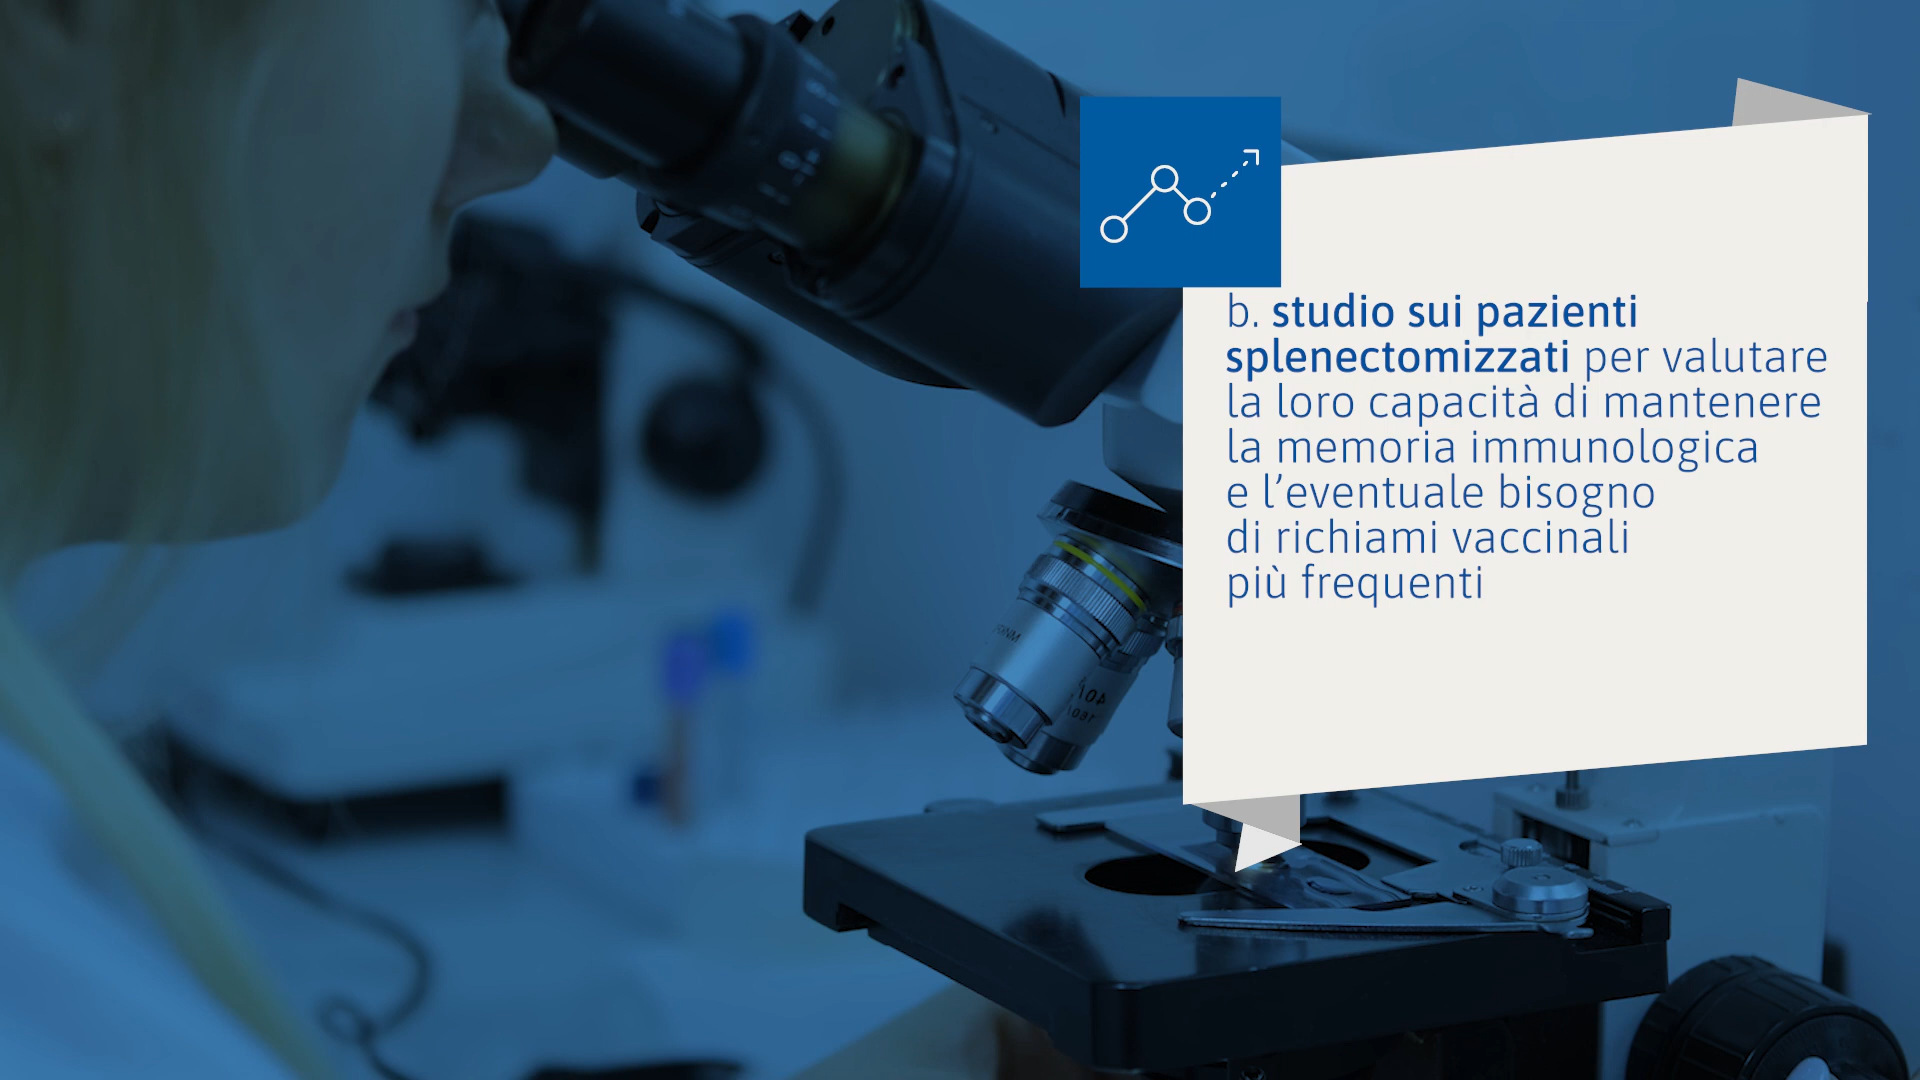 b. studio sui pazienti
splenectomizzati per valutare
la loro capacità di mantenere
la memoria immunologica
e l’eventuale bisogno
di richiami vaccinali
più frequenti